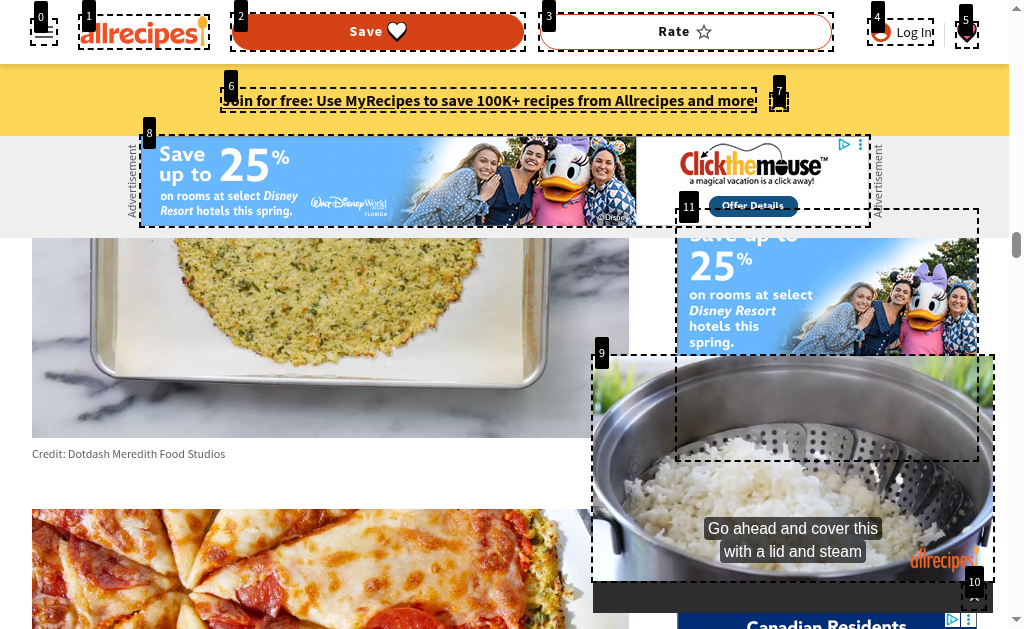 0
1
2
3
4
5
allrecipes
Save
Rate
Log In
6
7
Join for free: Use MyRecipes to save 100K+ recipes from Allrecipes and more
8
Advertisement
Save
up to 25%
on rooms at select Disney
Resort hotels this spring.
Walt Disney World
FLORIDA
©Disney
Clickthemouse™
a magical vacation is a click away!
Offer Details
Advertisement
11
Save up to
25%
on rooms at select
Disney Resort
hotels this
spring.
9
Credit: Dotdash Meredith Food Studios
Go ahead and cover this
with a lid and steam
allrecipes
10
Canadian Residents